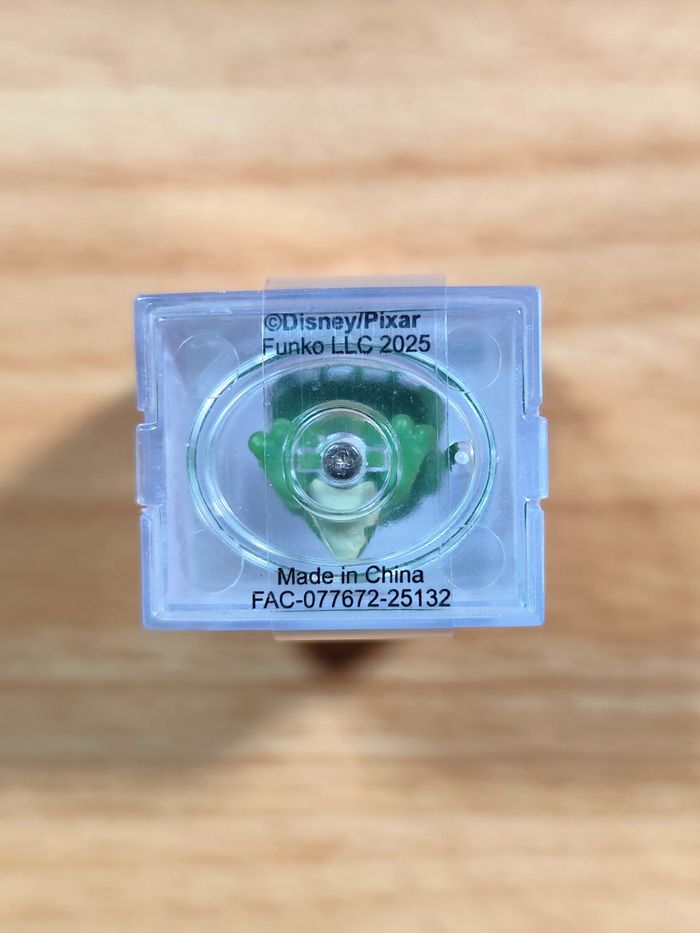 ©Disney/Pixar
Funko LLC 2025
Made in China
FAC-077672-25132